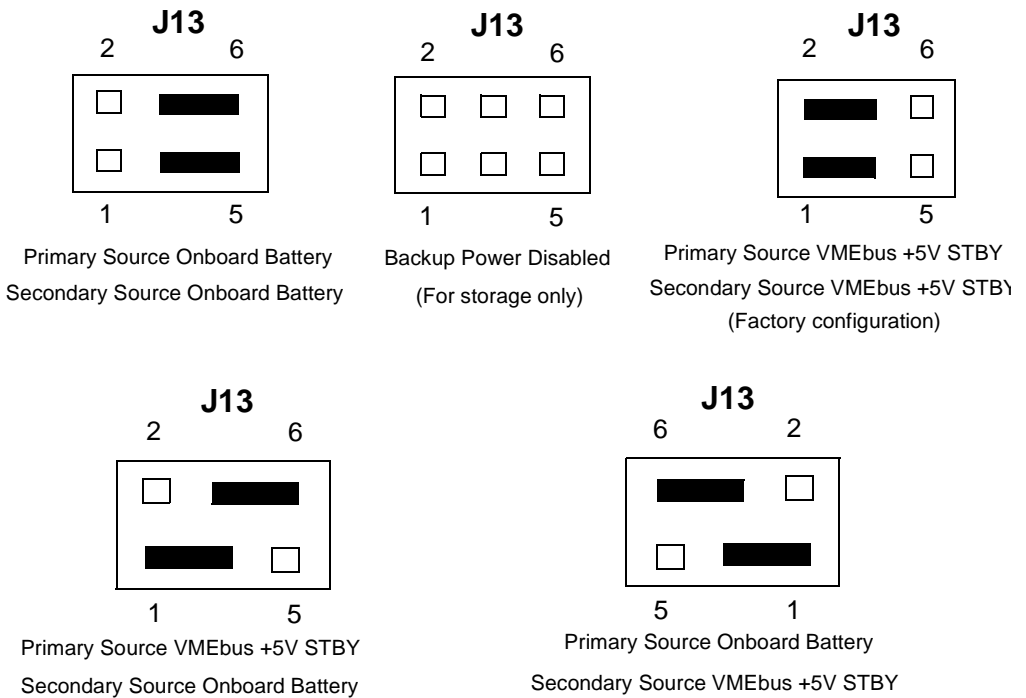 J13
2 6
1 5
Primary Source Onboard Battery
Secondary Source Onboard Battery
J13
2 6
1 5
Backup Power Disabled
(For storage only)
J13
2 6
1 5
Primary Source VMEbus +5V STBY
Secondary Source VMEbus +5V STBY
(Factory configuration)
J13
2 6
1 5
Primary Source VMEbus +5V STBY
Secondary Source Onboard Battery
J13
6 2
5 1
Primary Source Onboard Battery
Secondary Source VMEbus +5V STBY